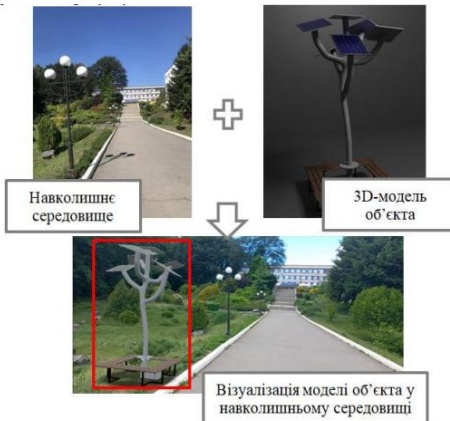 Навколишнє
середовище
3D-модель
об'єкта
Візуалізація моделі об'єкта у
навколишньому середовищі